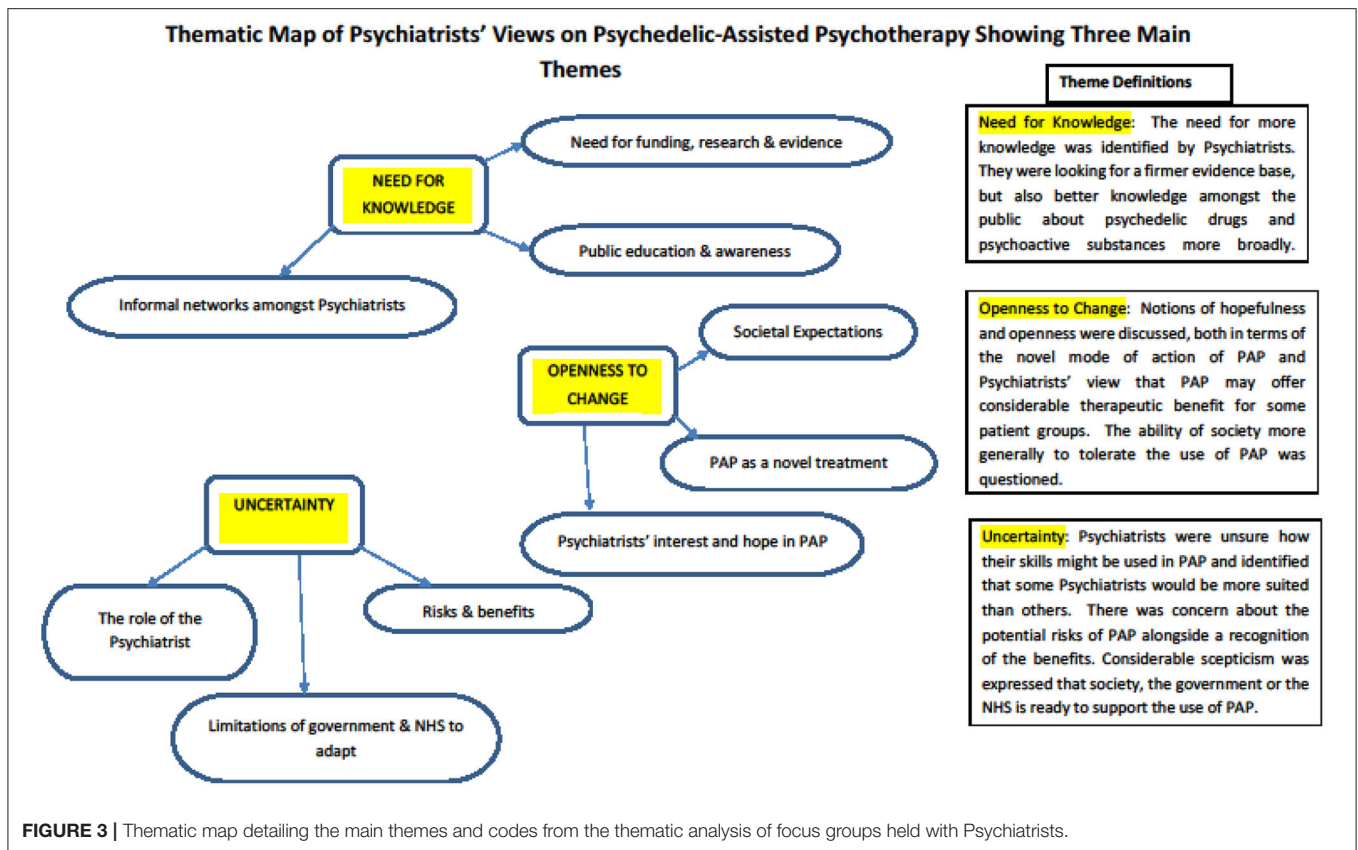 Thematic Map of Psychiatrists' Views on Psychedelic-Assisted Psychotherapy Showing Three Main
Themes
Need for funding, research & evidence
NEED FOR
KNOWLEDGE
Public education & awareness
Informal networks amongst Psychiatrists
Societal Expectations
OPENNESS TO
CHANGE
PAP as a novel treatment
Psychiatrists' interest and hope in PAP
UNCERTAINTY
The role of the
Psychiatrist
Risks & benefits
Limitations of government & NHS to
adapt
Theme Definitions
Need for Knowledge: The need for more
knowledge was identified by Psychiatrists.
They were looking for a firmer evidence base,
but also better knowledge amongst the
public about psychedelic drugs and
psychoactive substances more broadly.
Openness to Change: Notions of hopefulness
and openness were discussed, both in terms of
the novel mode of action of PAP and
Psychiatrists' view that PAP may offer
considerable therapeutic benefit for some
patient groups. The ability of society more
generally to tolerate the use of PAP was
questioned.
Uncertainty: Psychiatrists were unsure how
their skills might be used in PAP and identified
that some Psychiatrists would be more suited
than others. There was concern about the
potential risks of PAP alongside a recognition
of the benefits. Considerable scepticism was
expressed that society, the government or the
NHS is ready to support the use of PAP.
FIGURE 3 | Thematic map detailing the main themes and codes from the thematic analysis of focus groups held with Psychiatrists.